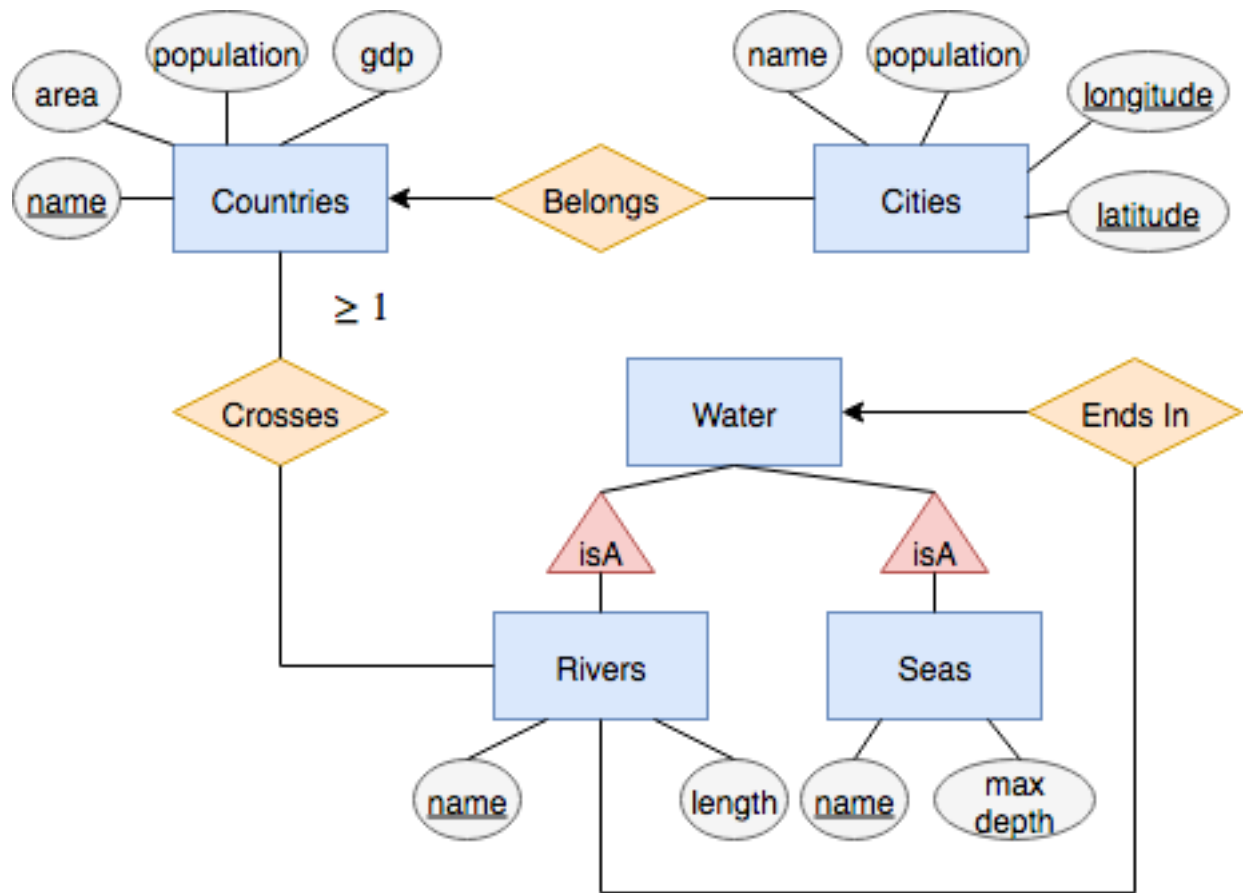 population
gdp
name
population
area
longitude
name
Countries
Belongs
Cities
latitude
≥ 1
Crosses
Water
Ends In
isA
isA
Rivers
Seas
name
length
name
max
depth